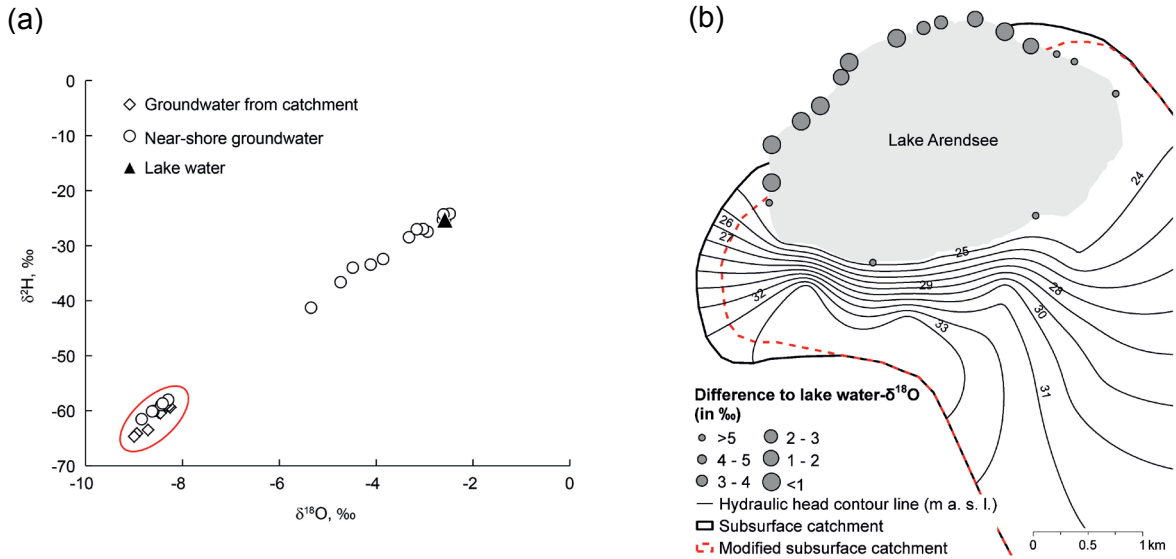 (a)
0
-10
-20
-30
-40
-50
-60
-70
δ²H, ‰
Groundwater from catchment
Near-shore groundwater
Lake water
-10
-8
-6
-4
-2
0
δ¹⁸O, ‰
(b)
Lake Arendsee
24
26
27
25
29
28
32
30
33
31
Difference to lake water-δ¹⁸O
(in ‰)
>5 2 - 3
4 - 5 1 - 2
3 - 4 <1
Hydraulic head contour line (m a. s. l.)
Subsurface catchment
Modified subsurface catchment
0 0.5 1 km